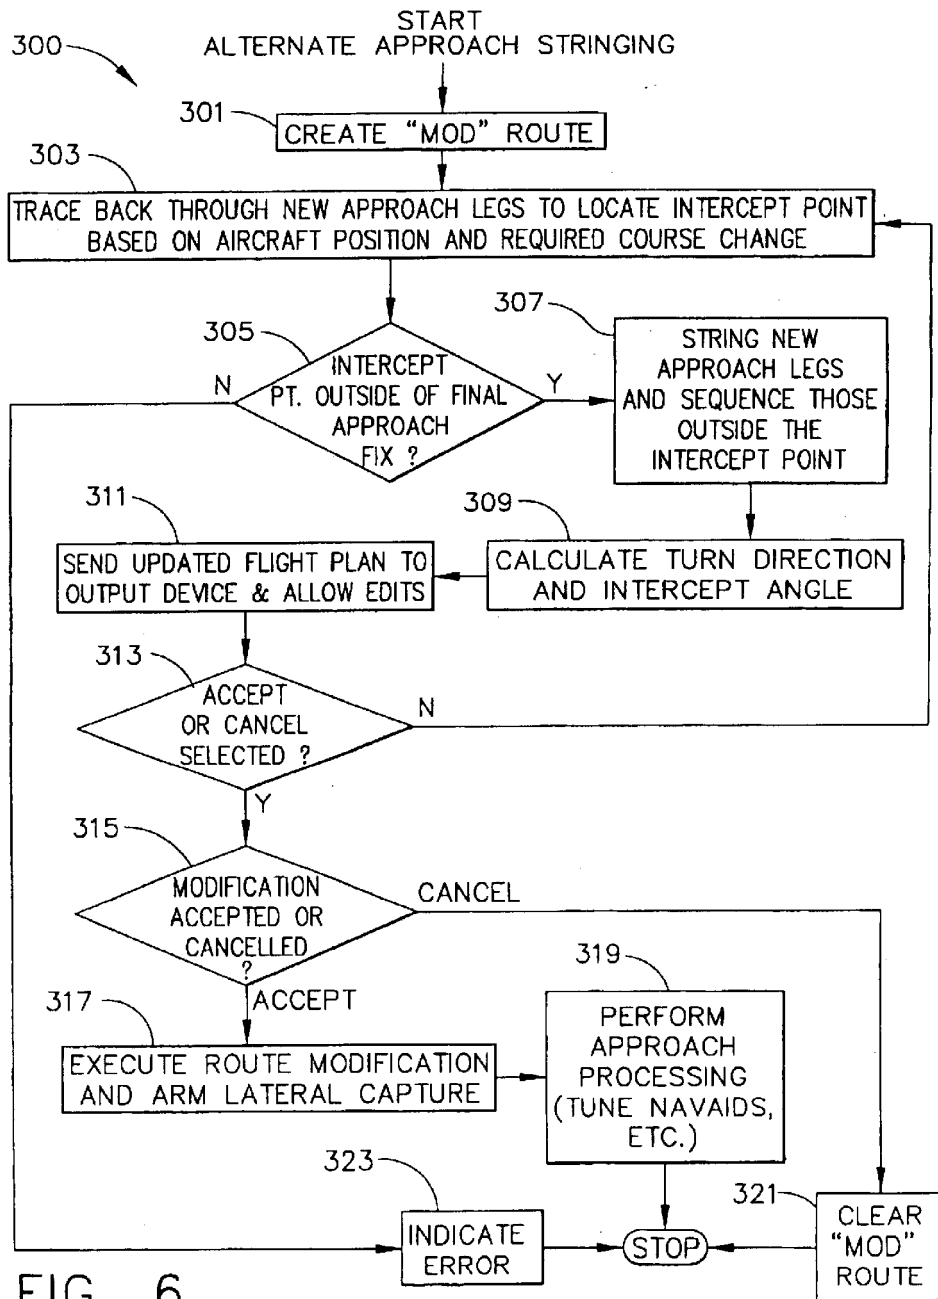 START
ALTERNATE APPROACH STRINGING
300
301
CREATE "MOD" ROUTE
303
TRACE BACK THROUGH NEW APPROACH LEGS TO LOCATE INTERCEPT POINT
BASED ON AIRCRAFT POSITION AND REQUIRED COURSE CHANGE
305
INTERCEPT
PT. OUTSIDE OF FINAL
APPROACH
FIX ?
N
Y
307
STRING NEW
APPROACH LEGS
AND SEQUENCE THOSE
OUTSIDE THE
INTERCEPT POINT
309
CALCULATE TURN DIRECTION
AND INTERCEPT ANGLE
311
SEND UPDATED FLIGHT PLAN TO
OUTPUT DEVICE & ALLOW EDITS
313
ACCEPT
OR CANCEL
SELECTED ?
N
Y
315
MODIFICATION
ACCEPTED OR
CANCELLED
?
CANCEL
ACCEPT
317
EXECUTE ROUTE MODIFICATION
AND ARM LATERAL CAPTURE
319
PERFORM
APPROACH
PROCESSING
(TUNE NAVAIDS,
ETC.)
321
CLEAR
"MOD"
ROUTE
323
INDICATE
ERROR
STOP
FIG. 6